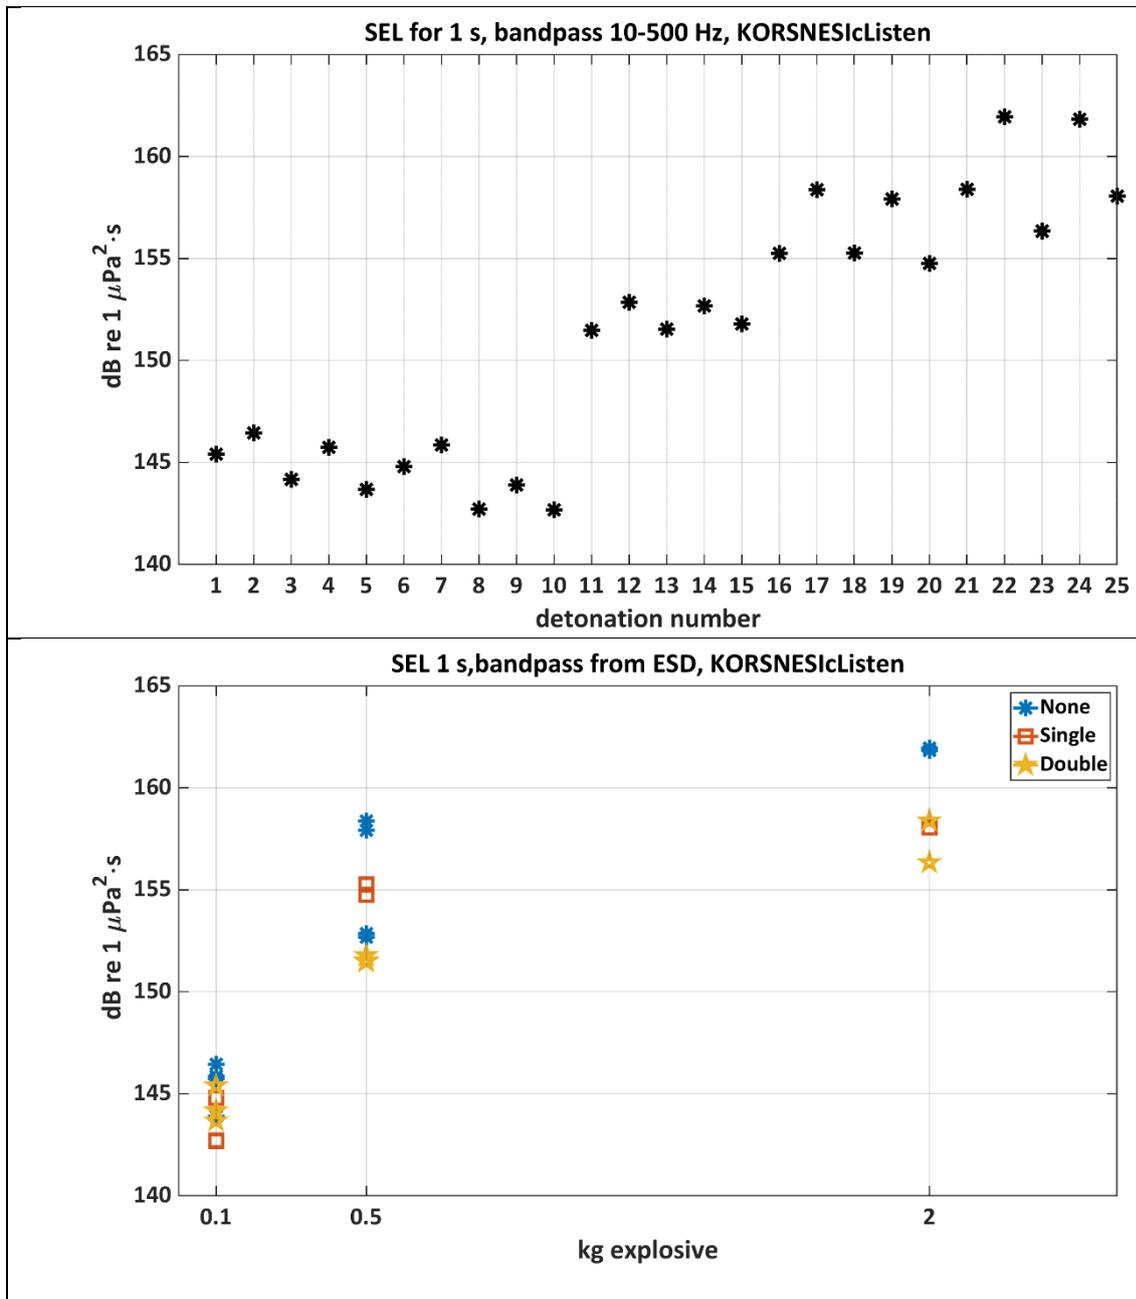 SEL for 1 s, bandpass 10-500 Hz, KORSNESIcListen
165
160
155
150
145
140
dB re 1 μPa²·s
1 2 3 4 5 6 7 8 9 10 11 12 13 14 15 16 17 18 19 20 21 22 23 24 25
detonation number
SEL 1 s,bandpass from ESD, KORSNESIcListen
165
160
155
150
145
140
dB re 1 μPa²·s
None
Single
Double
0.1 0.5 2
kg explosive